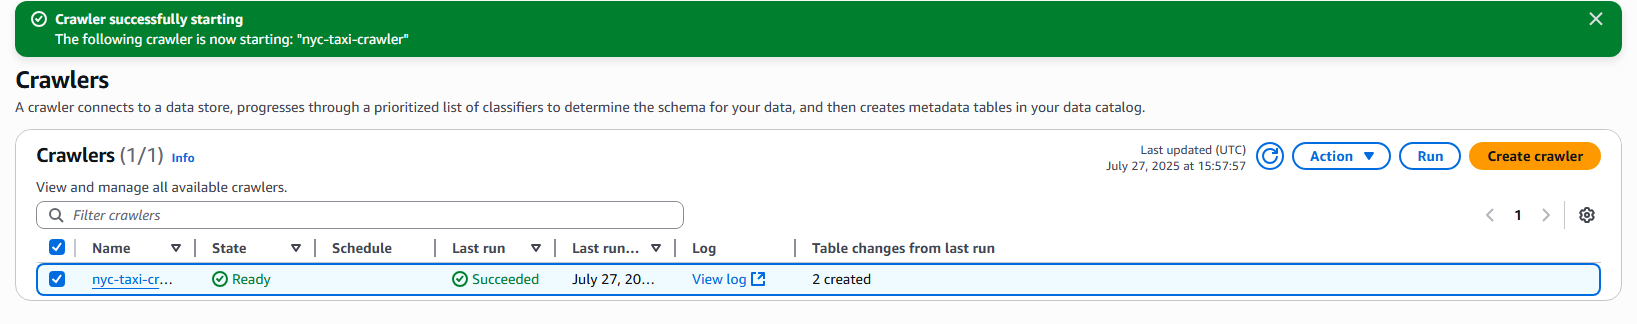 Crawler successfully starting
The following crawler is now starting: "nyc-taxi-crawler"
Crawlers
A crawler connects to a data store, progresses through a prioritized list of classifiers to determine the schema for your data, and then creates metadata tables in your data catalog.
Crawlers (1/1) Info
Last updated (UTC)
July 27, 2025 at 15:57:57
Action
Run
Create crawler
View and manage all available crawlers.
Filter crawlers
1
Name State Schedule Last run Last run... Log Table changes from last run
nyc-taxi-cr... Ready Succeeded July 27, 20... View log 2 created